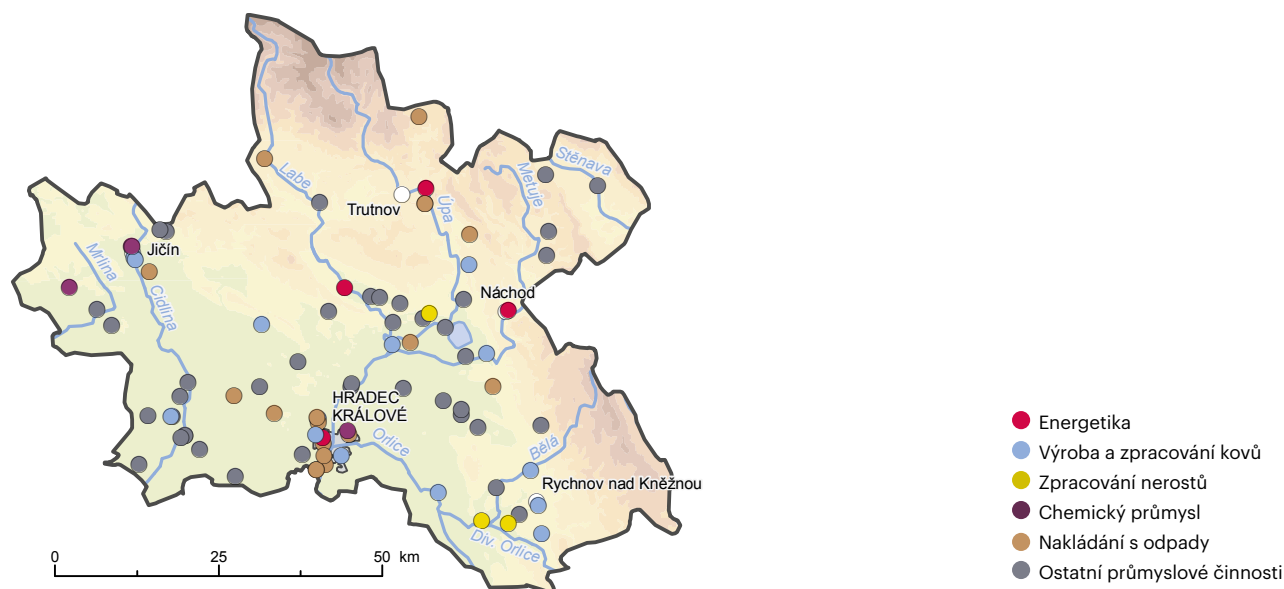 Stěnava
Metuje
Labe
Trutnov
Úpa
Jičín
Mrlina
Cidlina
Náchod
HRADEC
KRÁLOVÉ
Orlice
Bělá
Rychnov nad Kněžnou
Div. Orlice
0 25 50 km
Energetika
Výroba a zpracování kovů
Zpracování nerostů
Chemický průmysl
Nakládání s odpady
Ostatní průmyslové činnosti